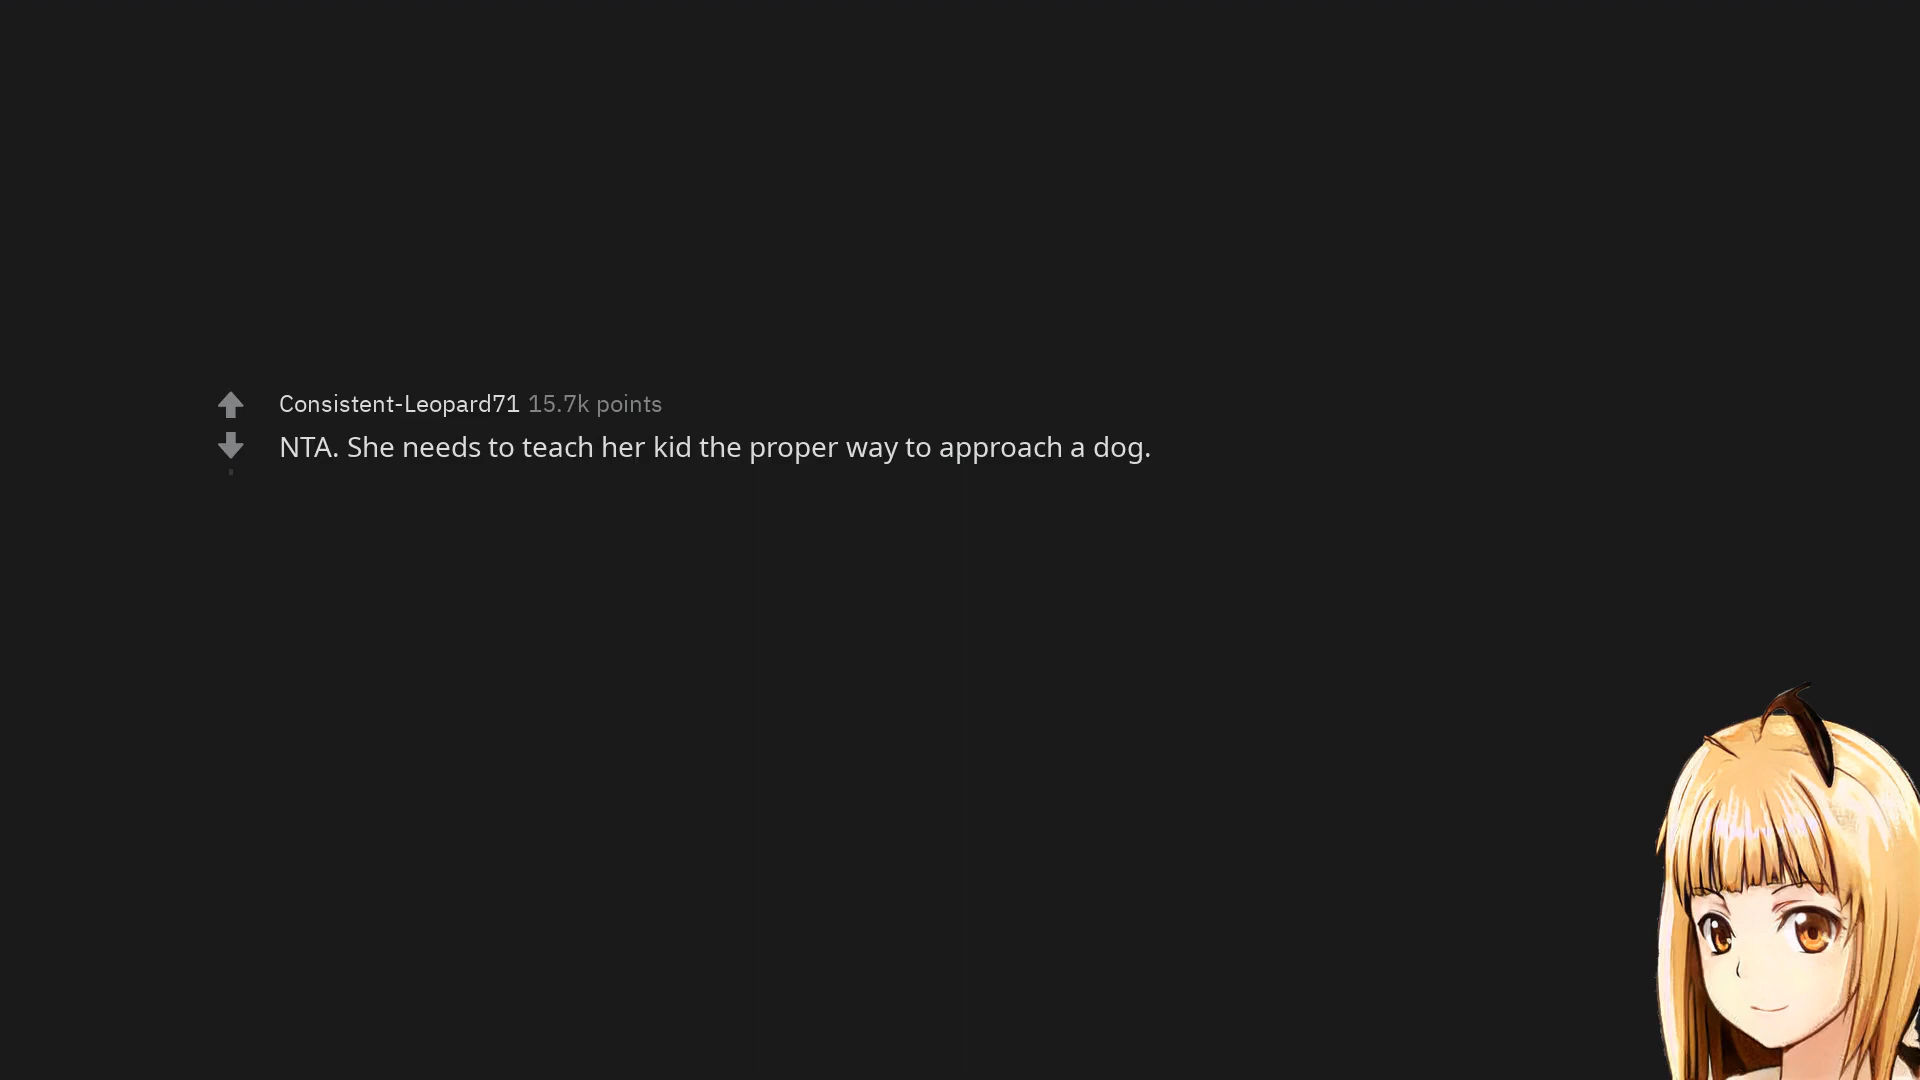 Consistent-Leopard71 15.7k points
NTA. She needs to teach her kid the proper way to approach a dog.